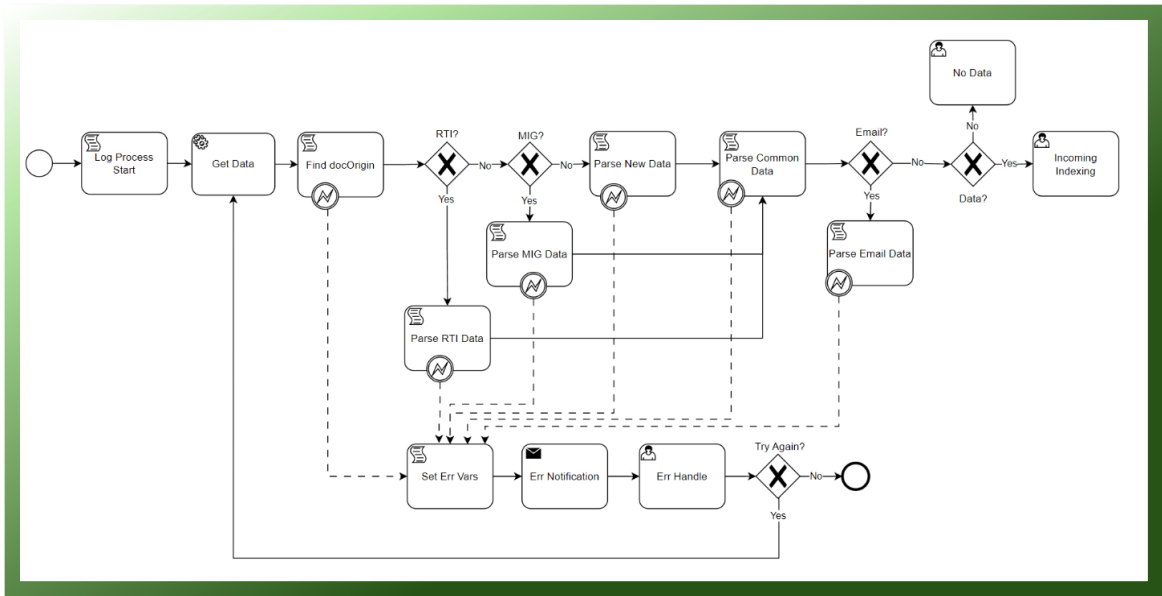 No Data
RTI?
MIG?
Email?
No
Log Process
Start
Get Data
Find docOrigin
No
No
Parse New Data
Parse Common
Data
No
Yes
Incoming
Indexing
Yes
Yes
Yes
Data?
Parse MIG Data
Parse Email Data
Parse RTI Data
Try Again?
Set Err Vars
Err Notification
Err Handle
No
Yes